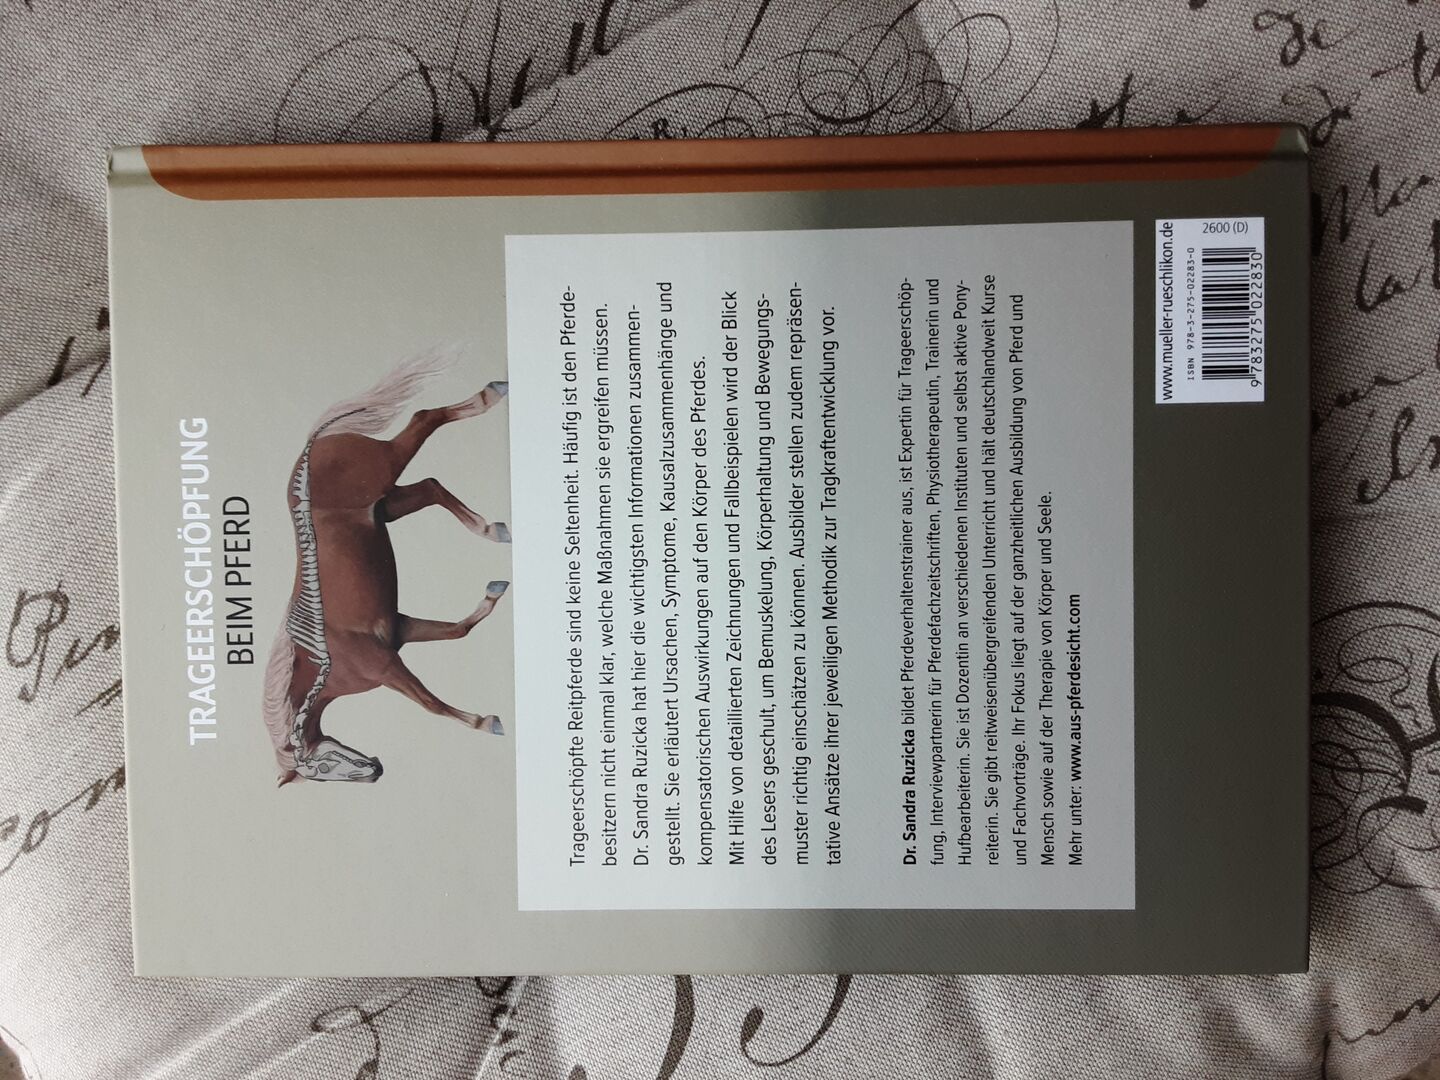 TRAGEERSCHÖPFUNG
BEIM PFERD
Trageerschöpfte Reitpferde sind keine Seltenheit. Häufig ist den Pferde-
besitzern nicht einmal klar, welche Maßnahmen sie ergreifen müssen.
Dr. Sandra Ruzicka hat hier die wichtigsten Informationen zusammen-
gestellt. Sie erläutert Ursachen, Symptome, Kausalzusammenhänge und
kompensatorischen Auswirkungen auf den Körper des Pferdes.
Mit Hilfe von detaillierten Zeichnungen und Fallbeispielen wird der Blick
des Lesers geschult, um Bemuskelung, Körperhaltung und Bewegungs-
muster richtig einschätzen zu können. Ausbilder stellen zudem repräsen-
tative Ansätze ihrer jeweiligen Methodik zur Tragkraftentwicklung vor.
Dr. Sandra Ruzicka bildet Pferdeverhaltenstrainer aus, ist Expertin für Trageerschöp-
fung, Interviewpartnerin für Pferdefachzeitschriften, Physiotherapeutin, Trainerin und
Hufbearbeiterin. Sie ist Dozentin an verschiedenen Instituten und selbst aktive Pony-
reiterin. Sie gibt reitweisenübergreifenden Unterricht und hält deutschlandweit Kurse
und Fachvorträge. Ihr Fokus liegt auf der ganzheitlichen Ausbildung von Pferd und
Mensch sowie auf der Therapie von Körper und Seele.
Mehr unter: www.aus-pferdesicht.com
www.mueller-rueschlikon.de
ISBN 978-3-275-02283-0
2600 (D)
9 783275 022830